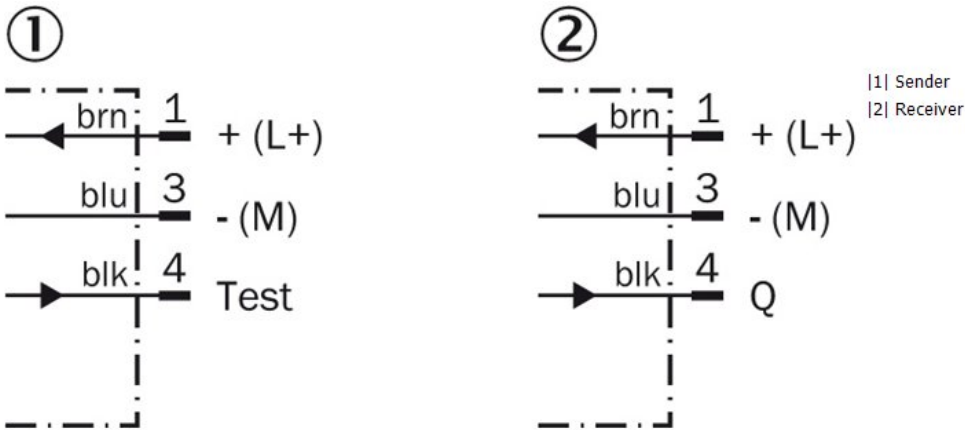 ① ②
|1| Sender
|2| Receiver
brn 1 + (L+)
blu 3 - (M)
blk 4 Test
brn 1 + (L+)
blu 3 - (M)
blk 4 Q